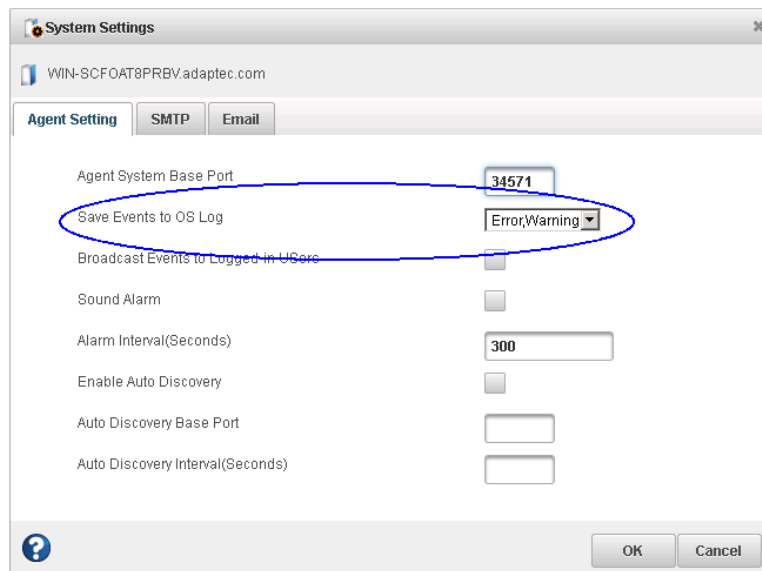 System Settings
WIN-SCFOAT8PRBV.adaptec.com
Agent Setting SMTP Email
Agent System Base Port 34571
Save Events to OS Log Error,Warning
Broadcast Events to Logged-in USers
Sound Alarm
Alarm Interval(Seconds) 300
Enable Auto Discovery
Auto Discovery Base Port
Auto Discovery Interval(Seconds)
? OK Cancel